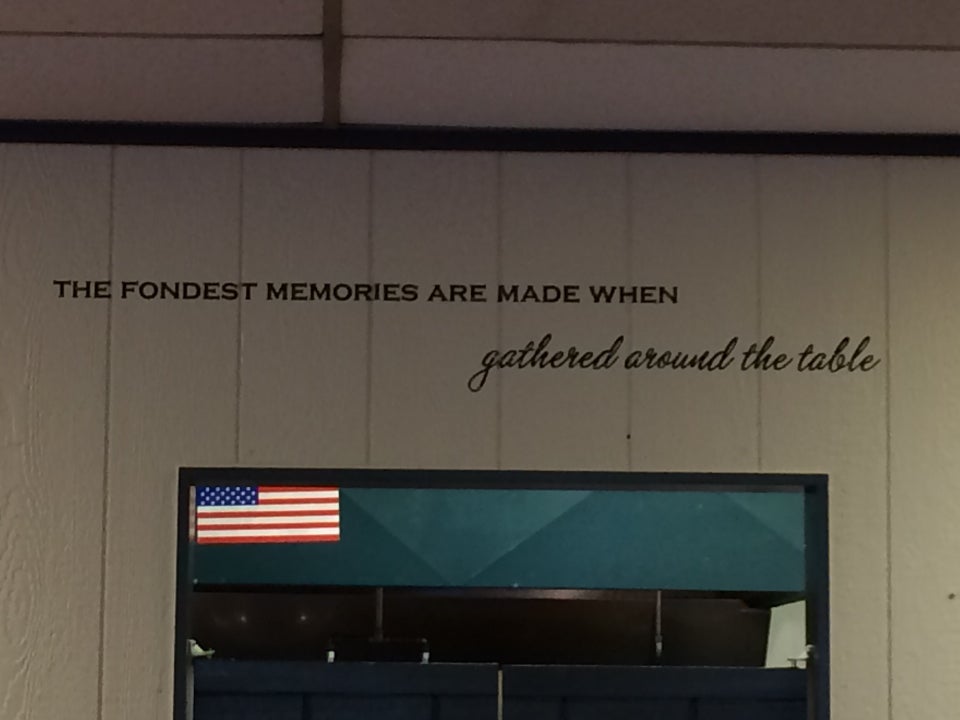 THE FONDEST MEMORIES ARE MADE WHEN
gathered around the table